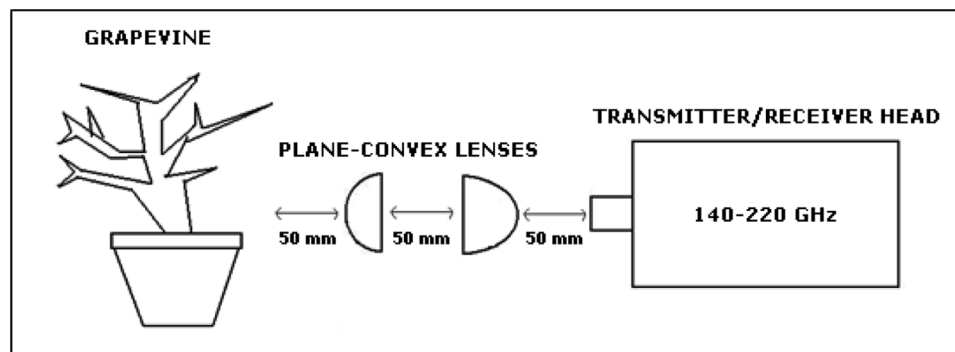 GRAPEVINE
TRANSMITTER/RECEIVER HEAD
PLANE-CONVEX LENSES
140-220 GHz
50 mm
50 mm
50 mm